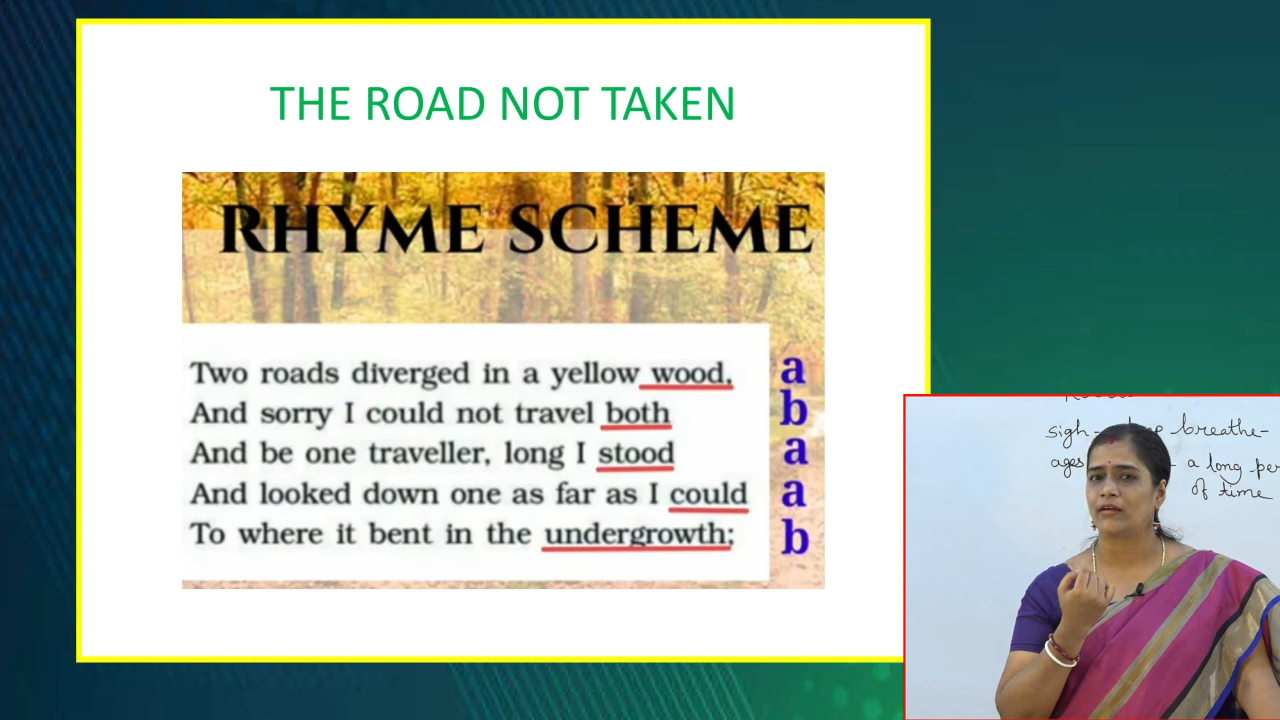 THE ROAD NOT TAKEN
RHYME SCHEME
Two roads diverged in a yellow wood, a
And sorry I could not travel both b
And be one traveller, long I stood a
And looked down one as far as I could a
To where it bent in the undergrowth; b
sigh - breathe-
ages - a long
of time